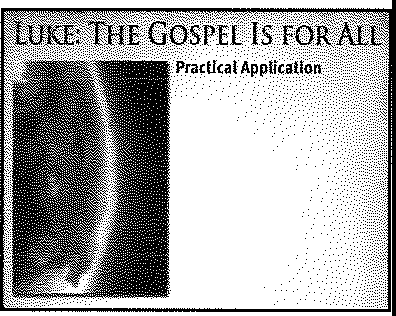 LUKE: THE GOSPEL IS FOR ALL
Practical Application